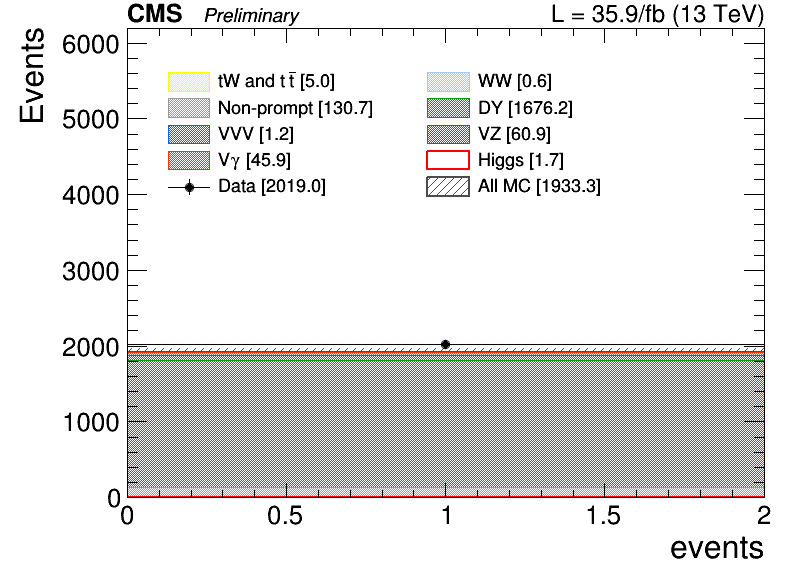 CMS Preliminary L = 35.9/fb (13 TeV)
Events
6000
5000
4000
3000
2000
1000
0
tW and t t̄ [5.0] WW [0.6]
Non-prompt [130.7] DY [1676.2]
VVV [1.2] VZ [60.9]
Vγ [45.9] Higgs [1.7]
Data [2019.0] All MC [1933.3]
0 0.5 1 1.5 2
events